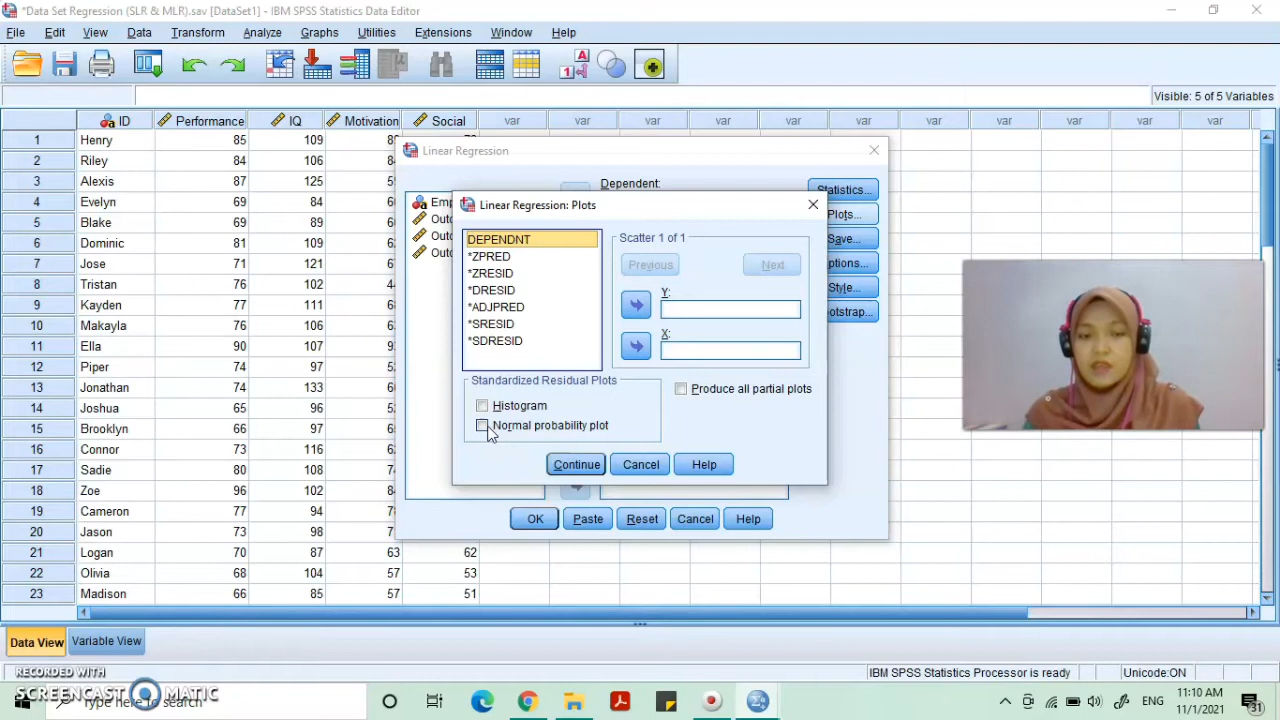 *Data Set Regression (SLR & MLR).sav [DataSet1] - IBM SPSS Statistics Data Editor
File Edit View Data Transform Analyze Graphs Utilities Extensions Window Help
Visible: 5 of 5 Variables
ID Performance IQ Motivation Social var var var var var var var var var
1 Henry 85 109
2 Riley 84 106
3 Alexis 87 125
4 Evelyn 69 84
5 Blake 69 89
6 Dominic 81 109
7 Jose 71 121
8 Tristan 76 102
9 Kayden 77 111
10 Makayla 76 106
11 Ella 90 107
12 Piper 74 97
13 Jonathan 74 133
14 Joshua 65 96
15 Brooklyn 66 96
16 Connor 74 116
17 Sadie 80 108
18 Zoe 96 102
19 Cameron 77 94
20 Jason 73 98
21 Logan 70 87 63 62
22 Olivia 68 104 57 53
23 Madison 66 85 57 51
Linear Regression
Dependent:
Statistics...
Plots...
Save...
Options...
Style...
Bootstrap...
Linear Regression: Plots
DEPENDNT
*ZPRED
*ZRESID
*DRESID
*ADJPRED
*SRESID
*SDRESID
Scatter 1 of 1
Previous Next
Y:
X:
Standardized Residual Plots
Histogram
Normal probability plot
Produce all partial plots
Continue Cancel Help
OK Paste Reset Cancel Help
Data View Variable View
IBM SPSS Statistics Processor is ready Unicode:ON
RECORDED WITH
SCREENCAST MATIC
Type here to search
ENG
11:10 AM
11/1/2021
31